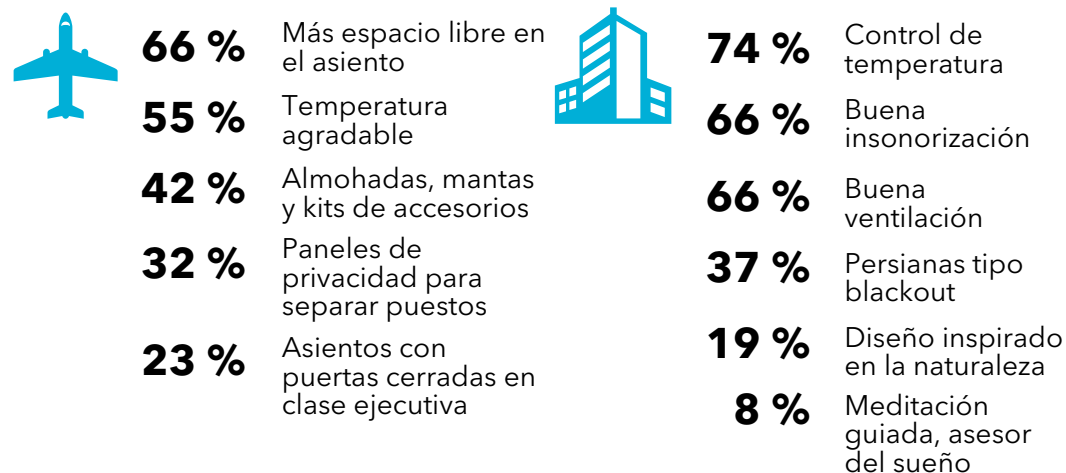 66 %
Más espacio libre en
el asiento
55 %
Temperatura
agradable
42 %
Almohadas, mantas
y kits de accesorios
32 %
Paneles de
privacidad para
separar puestos
23 %
Asientos con
puertas cerradas en
clase ejecutiva
74 %
Control de
temperatura
66 %
Buena
insonorización
66 %
Buena
ventilación
37 %
Persianas tipo
blackout
19 %
Diseño inspirado
en la naturaleza
8 %
Meditación
guiada, asesor
del sueño